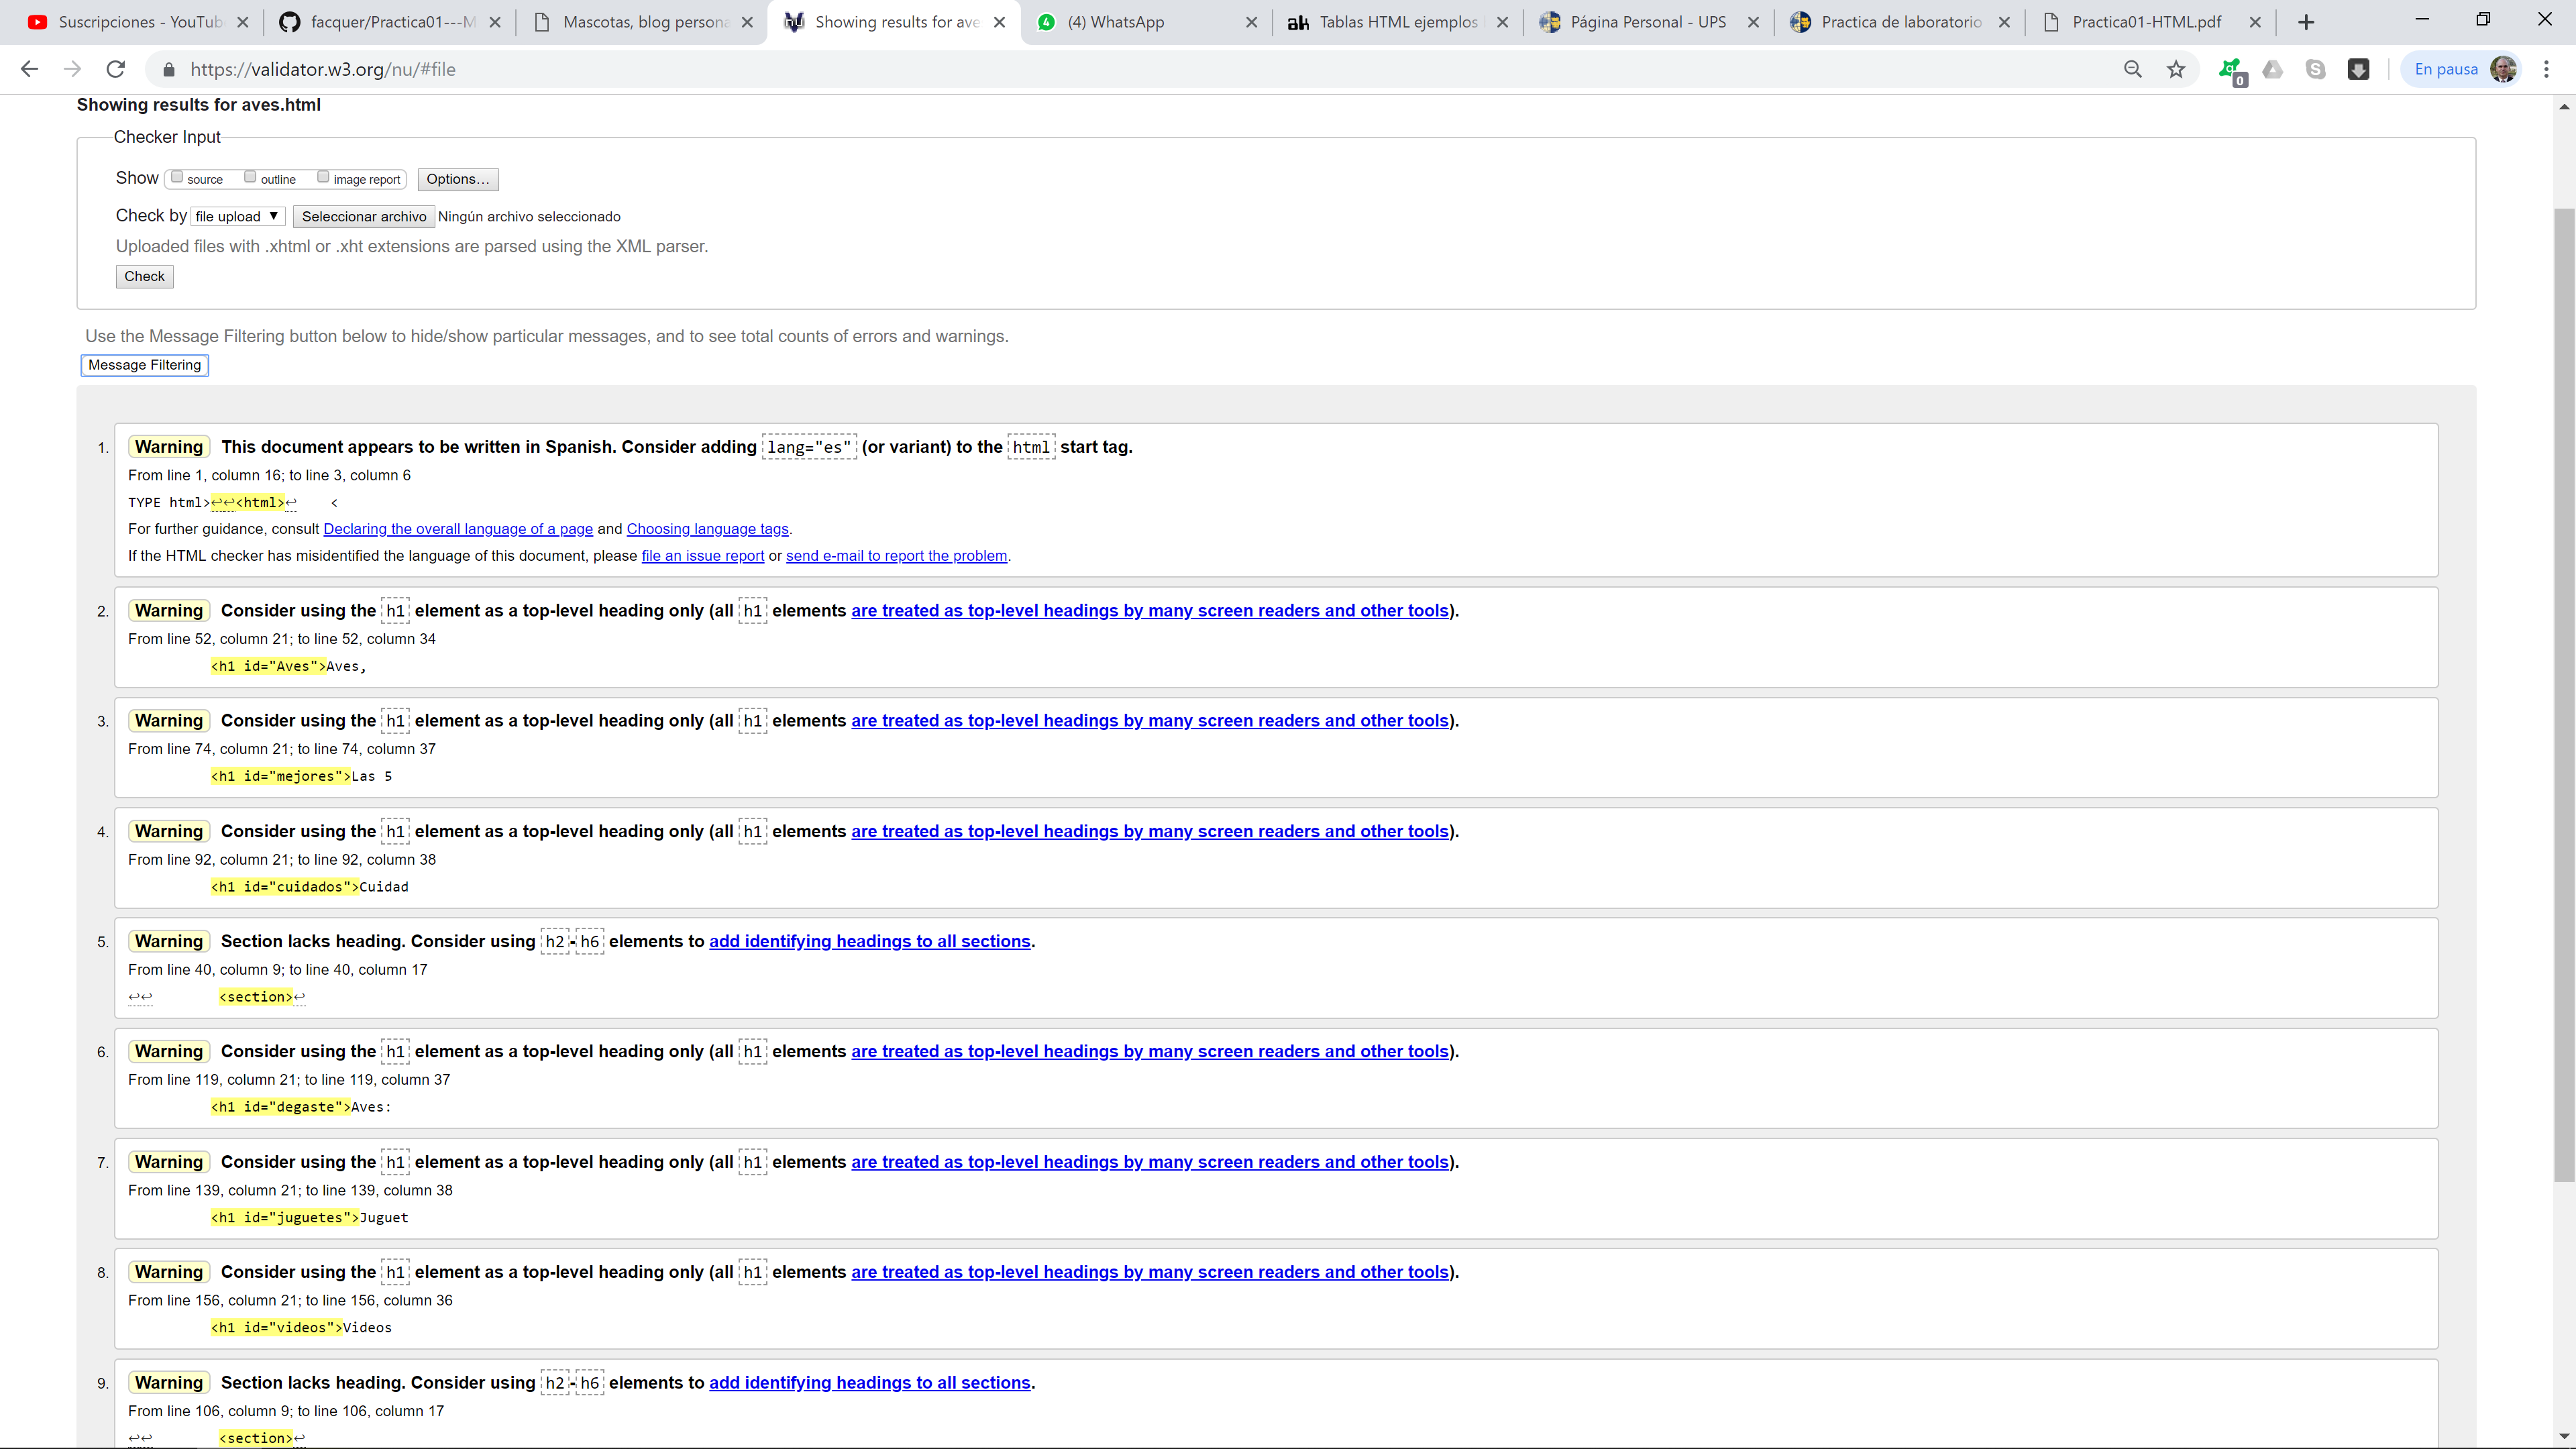 Suscripciones - YouTub
facquer/Practica01---M
Mascotas, blog persona
Showing results for ave
4
(4) WhatsApp
ah
Tablas HTML ejemplos
Página Personal - UPS
Practica de laboratorio
Practica01-HTML.pdf
https://validator.w3.org/nu/#file
0
En pausa
Showing results for aves.html
Checker Input
Show source outline image report Options...
Check by file upload ▼ Seleccionar archivo Ningún archivo seleccionado
Uploaded files with .xhtml or .xht extensions are parsed using the XML parser.
Check
Use the Message Filtering button below to hide/show particular messages, and to see total counts of errors and warnings.
Message Filtering
1. Warning This document appears to be written in Spanish. Consider adding lang="es" (or variant) to the html start tag.
From line 1, column 16; to line 3, column 6
TYPE html>↩↩<html>↩    <
For further guidance, consult Declaring the overall language of a page and Choosing language tags.
If the HTML checker has misidentified the language of this document, please file an issue report or send e-mail to report the problem.
2. Warning Consider using the h1 element as a top-level heading only (all h1 elements are treated as top-level headings by many screen readers and other tools).
From line 52, column 21; to line 52, column 34
<h1 id="Aves">Aves,
3. Warning Consider using the h1 element as a top-level heading only (all h1 elements are treated as top-level headings by many screen readers and other tools).
From line 74, column 21; to line 74, column 37
<h1 id="mejores">Las 5
4. Warning Consider using the h1 element as a top-level heading only (all h1 elements are treated as top-level headings by many screen readers and other tools).
From line 92, column 21; to line 92, column 38
<h1 id="cuidados">Cuidad
5. Warning Section lacks heading. Consider using h2-h6 elements to add identifying headings to all sections.
From line 40, column 9; to line 40, column 17
↩↩        <section>↩
6. Warning Consider using the h1 element as a top-level heading only (all h1 elements are treated as top-level headings by many screen readers and other tools).
From line 119, column 21; to line 119, column 37
<h1 id="degaste">Aves:
7. Warning Consider using the h1 element as a top-level heading only (all h1 elements are treated as top-level headings by many screen readers and other tools).
From line 139, column 21; to line 139, column 38
<h1 id="juguetes">Juguet
8. Warning Consider using the h1 element as a top-level heading only (all h1 elements are treated as top-level headings by many screen readers and other tools).
From line 156, column 21; to line 156, column 36
<h1 id="videos">Videos
9. Warning Section lacks heading. Consider using h2-h6 elements to add identifying headings to all sections.
From line 106, column 9; to line 106, column 17
↩↩        <section>↩